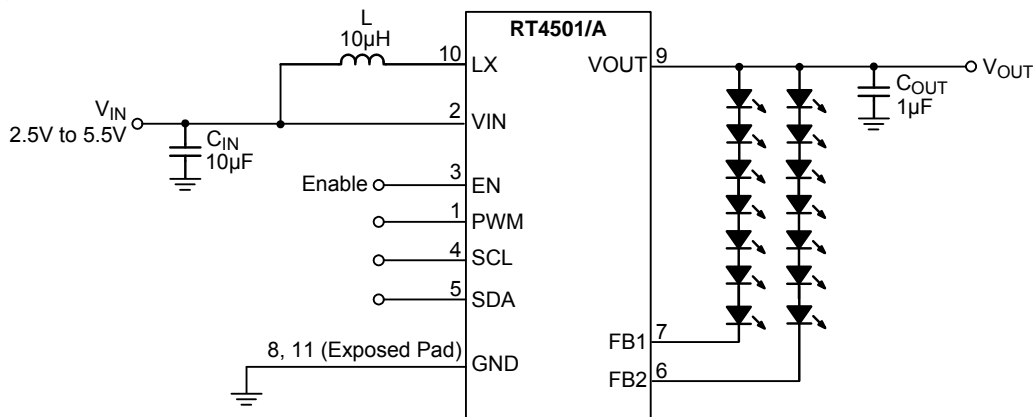 RT4501/A
L
10µH
10
LX
VOUT
9
VOUT
COUT
1µF
VIN
2.5V to 5.5V
2
VIN
CIN
10µF
Enable
3
EN
1
PWM
4
SCL
5
SDA
8, 11 (Exposed Pad)
GND
FB1
7
FB2
6